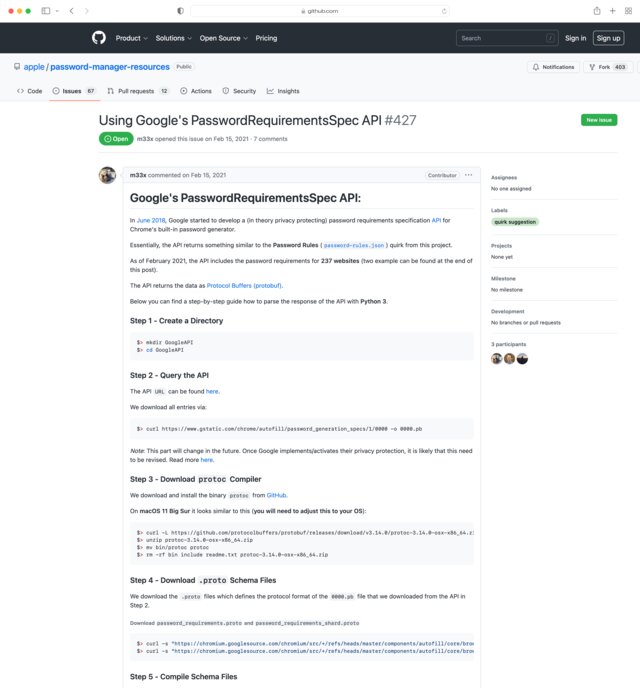 github.com
Product Solutions Open Source Pricing
Search /
Sign in Sign up
apple / password-manager-resources Public
Notifications Fork 403
Code Issues 67 Pull requests 12 Actions Security Insights
Using Google's PasswordRequirementsSpec API #427
New issue
Open m33x opened this issue on Feb 15, 2021 · 7 comments
m33x commented on Feb 15, 2021
Contributor ···
Google's PasswordRequirementsSpec API:
In June 2018, Google started to develop a (in theory privacy protecting) password requirements specification API for
Chrome's built-in password generator.
Essentially, the API returns something similar to the Password Rules ( password-rules.json ) quirk from this project.
As of February 2021, the API includes the password requirements for 237 websites (two example can be found at the end of
this post).
The API returns the data as Protocol Buffers (protobuf).
Below you can find a step-by-step guide how to parse the response of the API with Python 3.
Step 1 - Create a Directory
$> mkdir GoogleAPI
$> cd GoogleAPI
Step 2 - Query the API
The API URL can be found here.
We download all entries via:
$> curl https://www.gstatic.com/chrome/autofill/password_generation_specs/1/0000 -o 0000.pb
Note: This part will change in the future. Once Google implements/activates their privacy protection, it is likely that this need
to be revised. Read more here.
Step 3 - Download protoc Compiler
We download and install the binary protoc from GitHub.
On macOS 11 Big Sur it looks similar to this (you will need to adjust this to your OS):
$> curl -L https://github.com/protocolbuffers/protobuf/releases/download/v3.14.0/protoc-3.14.0-osx-x86_64.zi
$> unzip protoc-3.14.0-osx-x86_64.zip
$> mv bin/protoc protoc
$> rm -rf bin include readme.txt protoc-3.14.0-osx-x86_64.zip
Step 4 - Download .proto Schema Files
We download the .proto files which defines the protocol format of the 0000.pb file that we downloaded from the API in
Step 2.
Download password_requirements.proto and password_requirements_shard.proto
$> curl -s "https://chromium.googlesource.com/chromium/src/+/refs/heads/master/components/autofill/core/brow
$> curl -s "https://chromium.googlesource.com/chromium/src/+/refs/heads/master/components/autofill/core/brow
Step 5 - Compile Schema Files
Assignees
No one assigned
Labels
quirk suggestion
Projects
None yet
Milestone
No milestone
Development
No branches or pull requests
3 participants